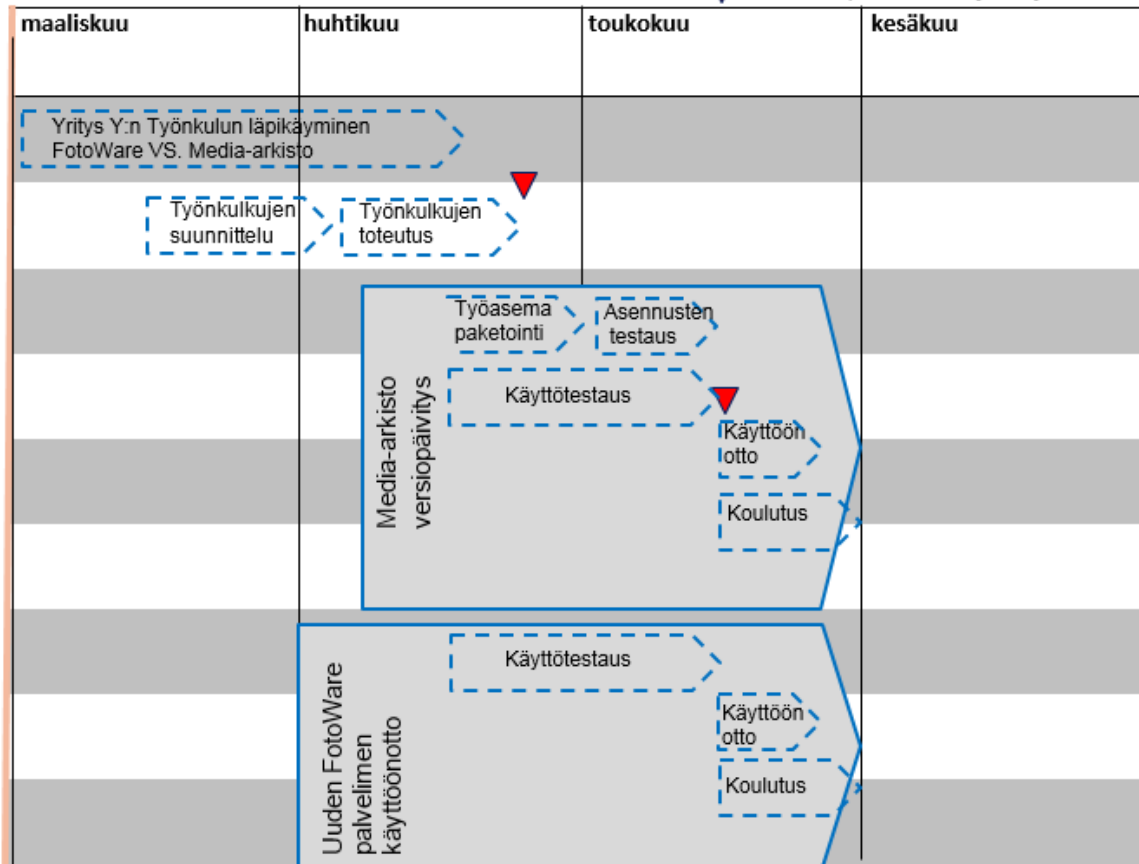 maaliskuu
huhtikuu
toukokuu
kesäkuu
Yritys Y:n Työnkulun läpikäyminen
FotoWare VS. Media-arkisto
Työnkulkujen
suunnittelu
Työnkulkujen
toteutus
Media-arkisto
versiopäivitys
Työasema
paketointi
Asennusten
testaus
Käyttötestaus
Käyttöön
otto
Koulutus
Uuden FotoWare
palvelimen
käyttöönotto
Käyttötestaus
Käyttöön
otto
Koulutus